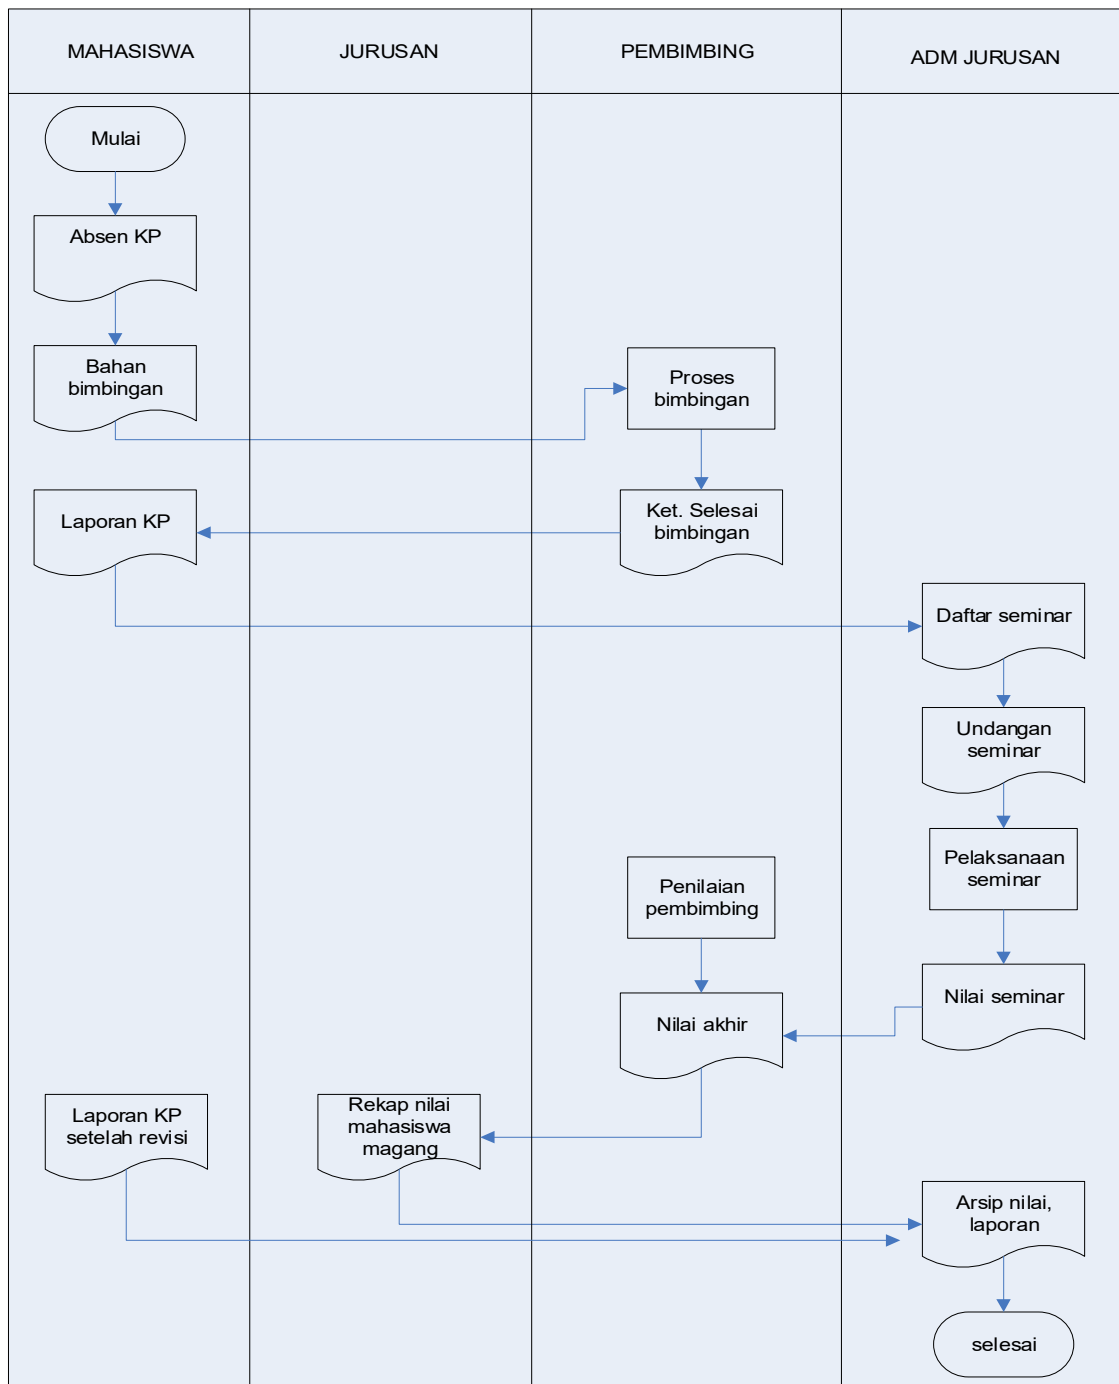 MAHASISWA
JURUSAN
PEMBIMBING
ADM JURUSAN
Mulai
Absen KP
Bahan
bimbingan
Proses
bimbingan
Laporan KP
Ket. Selesai
bimbingan
Daftar seminar
Undangan
seminar
Pelaksanaan
seminar
Penilaian
pembimbing
Nilai seminar
Nilai akhir
Laporan KP
setelah revisi
Rekap nilai
mahasiswa
magang
Arsip nilai,
laporan
selesai